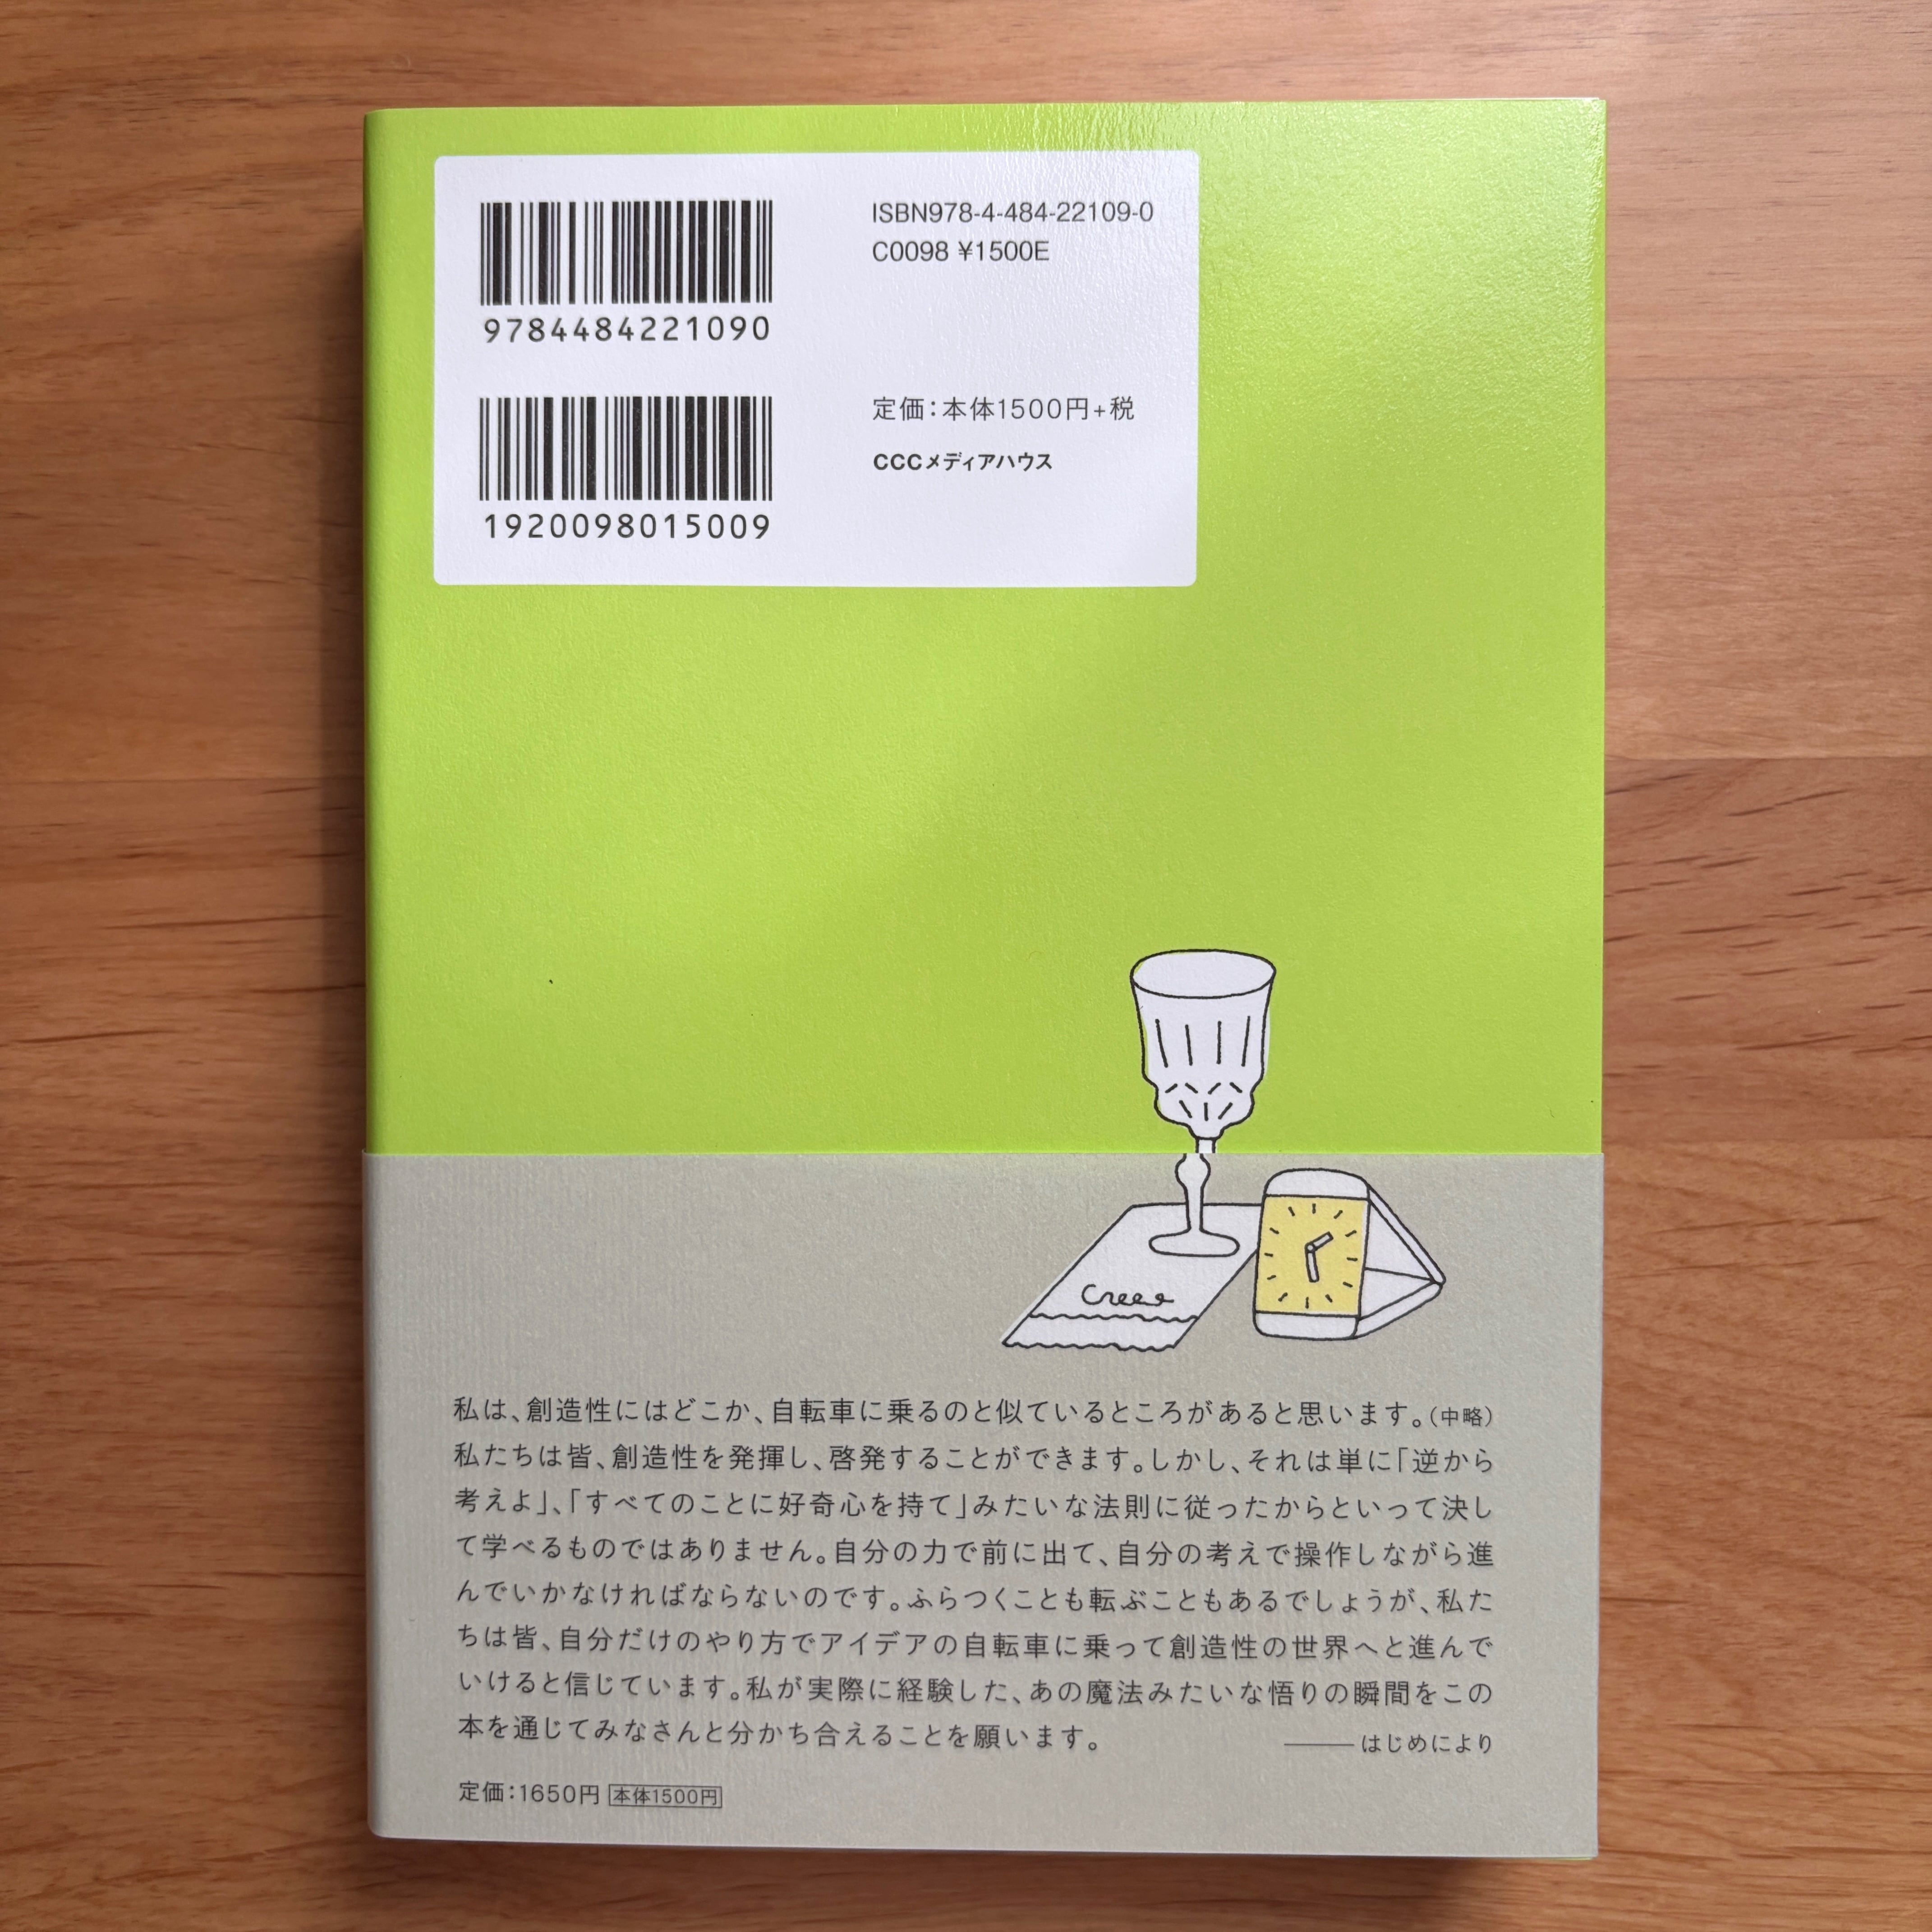 ISBN978-4-484-22109-0
C0098 ¥1500E
9784484221090
定価：本体1500円+税
CCCメディアハウス
1920098015009
私は、創造性にはどこか、自転車に乗るのと似ているところがあると思います。（中略）
私たちは皆、創造性を発揮し、啓発することができます。しかし、それは単に「逆から
考えよ」、「すべてのことに好奇心を持て」みたいな法則に従ったからといって決し
て学べるものではありません。自分の力で前に出て、自分の考えで操作しながら進
んでいかなければならないのです。ふらつくことも転ぶこともあるでしょうが、私た
ちは皆、自分だけのやり方でアイデアの自転車に乗って創造性の世界へと進んで
いけると信じています。私が実際に経験した、あの魔法みたいな悟りの瞬間をこの
本を通じてみなさんと分かち合えることを願います。
―――はじめにより
定価：1650円 本体1500円